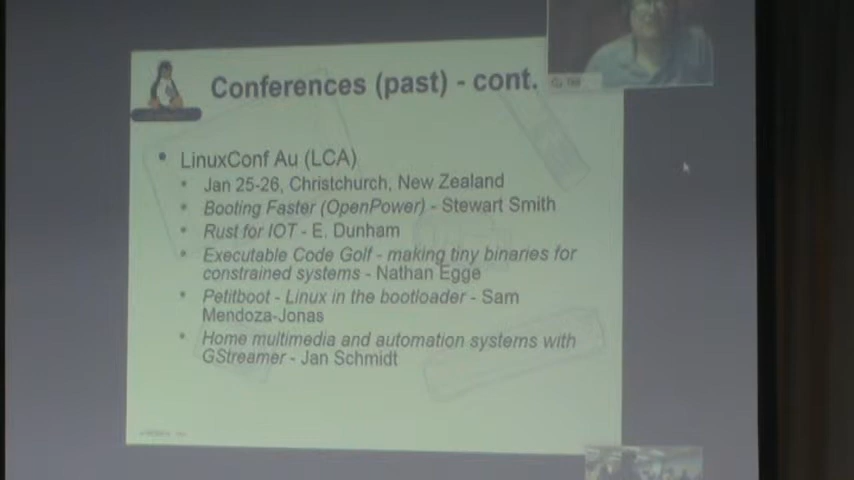 Conferences (past) - cont.
• LinuxConf Au (LCA)
• Jan 25-26, Christchurch, New Zealand
• Booting Faster (OpenPower) - Stewart Smith
• Rust for IOT - E. Dunham
• Executable Code Golf - making tiny binaries for
constrained systems - Nathan Egge
• Petitboot - Linux in the bootloader - Sam
Mendoza-Jonas
• Home multimedia and automation systems with
GStreamer - Jan Schmidt